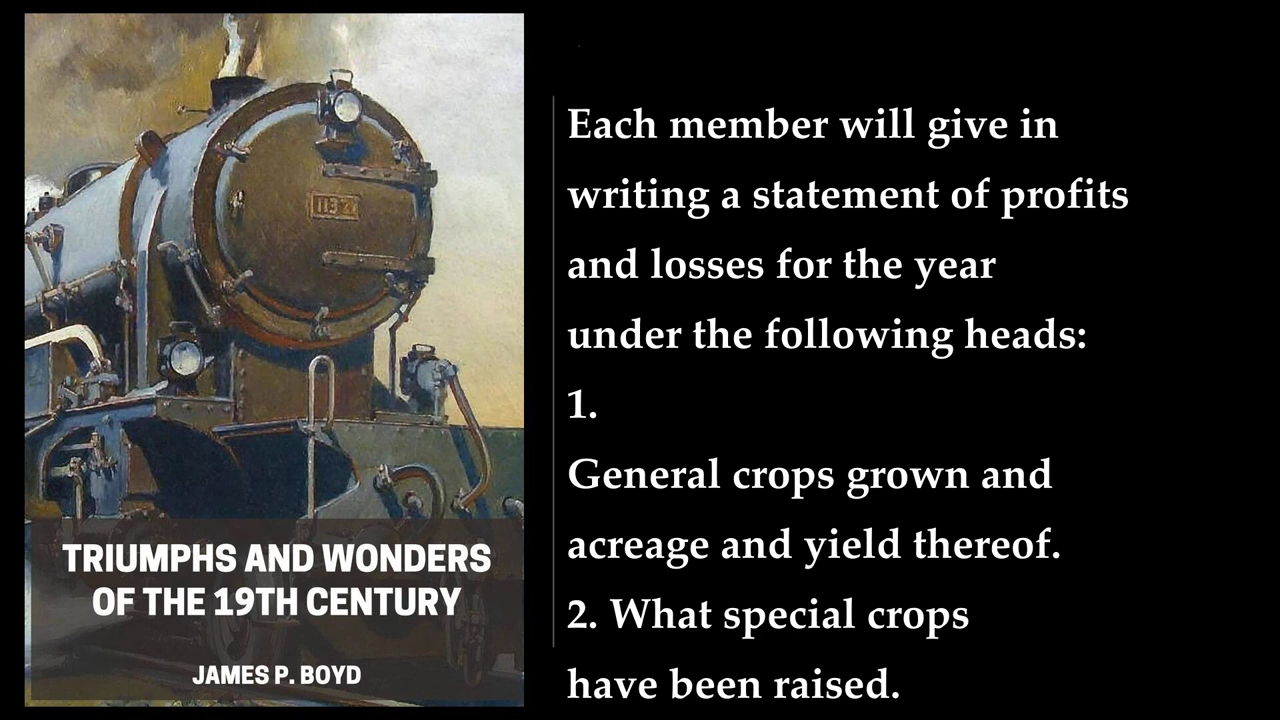 TRIUMPHS AND WONDERS
OF THE 19TH CENTURY
JAMES P. BOYD
Each member will give in
writing a statement of profits
and losses for the year
under the following heads:
1.
General crops grown and
acreage and yield thereof.
2. What special crops
have been raised.